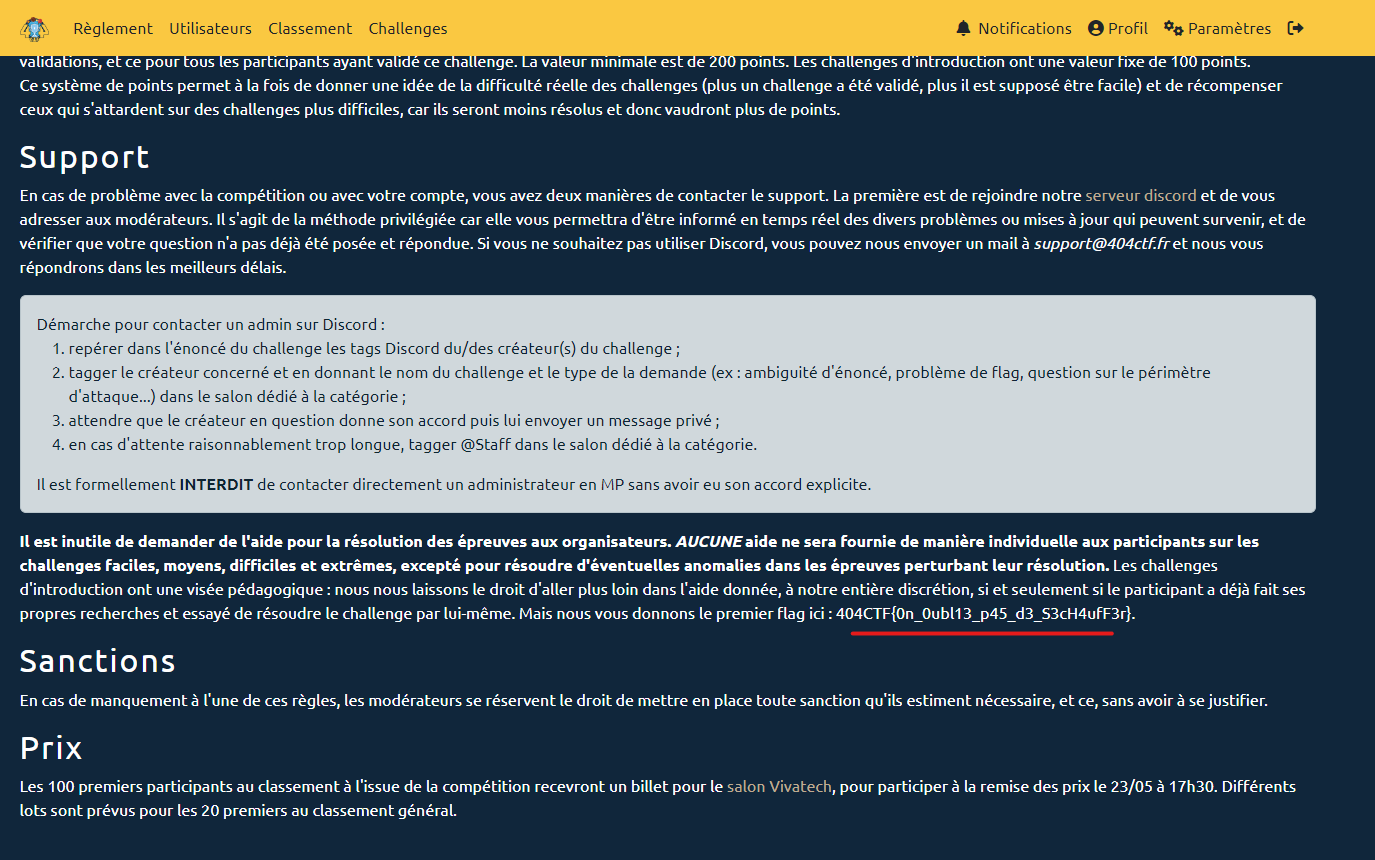 Règlement Utilisateurs Classement Challenges Notifications Profil Paramètres
validations, et ce pour tous les participants ayant validé ce challenge. La valeur minimale est de 200 points. Les challenges d'introduction ont une valeur fixe de 100 points.
Ce système de points permet à la fois de donner une idée de la difficulté réelle des challenges (plus un challenge a été validé, plus il est supposé être facile) et de récompenser
ceux qui s'attardent sur des challenges plus difficiles, car ils seront moins résolus et donc vaudront plus de points.
Support
En cas de problème avec la compétition ou avec votre compte, vous avez deux manières de contacter le support. La première est de rejoindre notre serveur discord et de vous
adresser aux modérateurs. Il s'agit de la méthode privilégiée car elle vous permettra d'être informé en temps réel des divers problèmes ou mises à jour qui peuvent survenir, et de
vérifier que votre question n'a pas déjà été posée et répondue. Si vous ne souhaitez pas utiliser Discord, vous pouvez nous envoyer un mail à support@404ctf.fr et nous vous
répondrons dans les meilleurs délais.
Démarche pour contacter un admin sur Discord :
1. repérer dans l'énoncé du challenge les tags Discord du/des créateur(s) du challenge ;
2. tagger le créateur concerné et en donnant le nom du challenge et le type de la demande (ex : ambiguité d'énoncé, problème de flag, question sur le périmètre
d'attaque...) dans le salon dédié à la catégorie ;
3. attendre que le créateur en question donne son accord puis lui envoyer un message privé ;
4. en cas d'attente raisonnablement trop longue, tagger @Staff dans le salon dédié à la catégorie.
Il est formellement INTERDIT de contacter directement un administrateur en MP sans avoir eu son accord explicite.
Il est inutile de demander de l'aide pour la résolution des épreuves aux organisateurs. AUCUNE aide ne sera fournie de manière individuelle aux participants sur les
challenges faciles, moyens, difficiles et extrêmes, excepté pour résoudre d'éventuelles anomalies dans les épreuves perturbant leur résolution. Les challenges
d'introduction ont une visée pédagogique : nous nous laissons le droit d'aller plus loin dans l'aide donnée, à notre entière discrétion, si et seulement si le participant a déjà fait ses
propres recherches et essayé de résoudre le challenge par lui-même. Mais nous vous donnons le premier flag ici : 404CTF{0n_0ubl13_p45_d3_S3cH4ufF3r}.
Sanctions
En cas de manquement à l'une de ces règles, les modérateurs se réservent le droit de mettre en place toute sanction qu'ils estiment nécessaire, et ce, sans avoir à se justifier.
Prix
Les 100 premiers participants au classement à l'issue de la compétition recevront un billet pour le salon Vivatech, pour participer à la remise des prix le 23/05 à 17h30. Différents
lots sont prévus pour les 20 premiers au classement général.